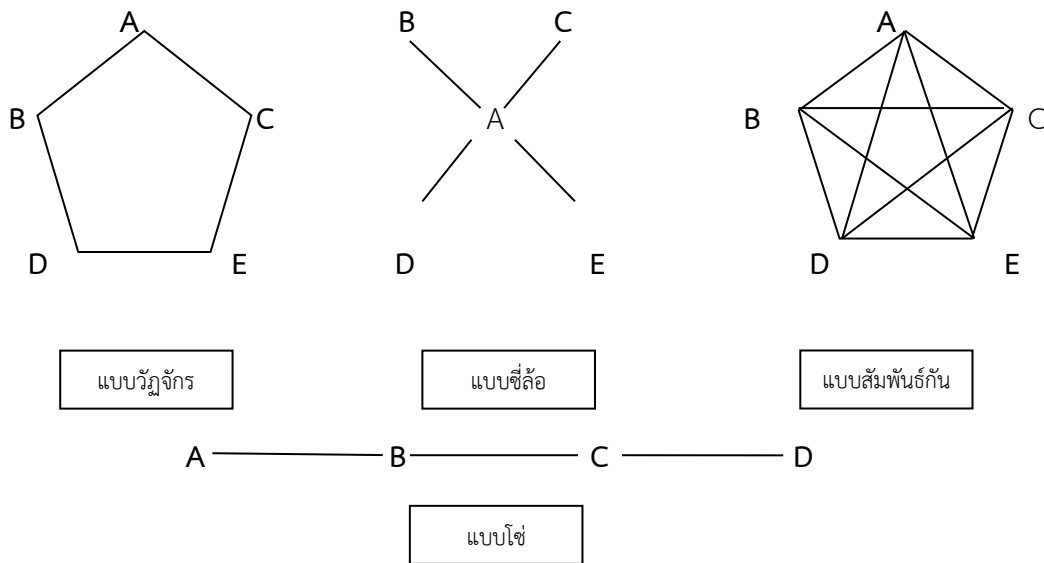 A B C
A
B C A B C
D E D E D E
แบบวัฏจักร แบบซี่ล้อ แบบสัมพันธ์กัน
A B C D
แบบโซ่